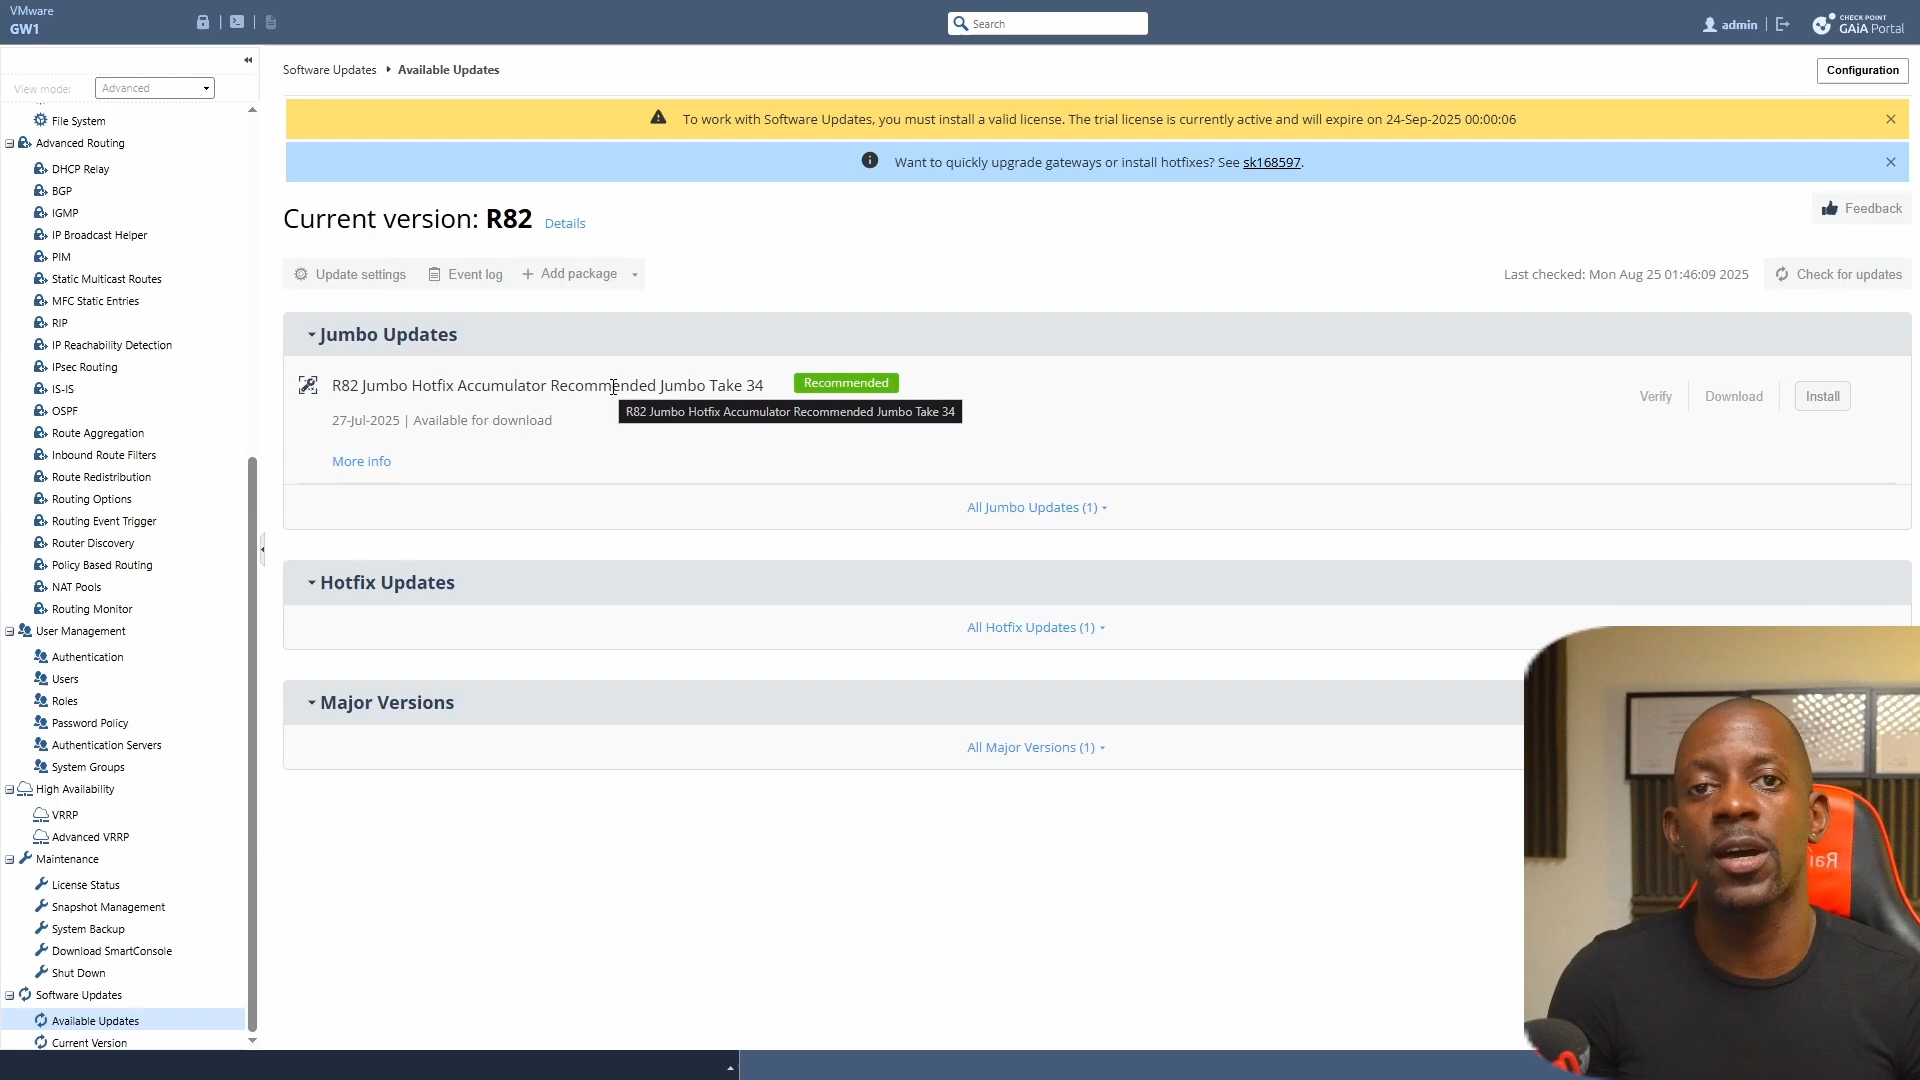 VMware
GW1
Search
admin
CHECK POINT
GAiA Portal
View mode:
Advanced
File System
Advanced Routing
DHCP Relay
BGP
IGMP
IP Broadcast Helper
PIM
Static Multicast Routes
MFC Static Entries
RIP
IP Reachability Detection
IPsec Routing
IS-IS
OSPF
Route Aggregation
Inbound Route Filters
Route Redistribution
Routing Options
Routing Event Trigger
Router Discovery
Policy Based Routing
NAT Pools
Routing Monitor
User Management
Authentication
Users
Roles
Password Policy
Authentication Servers
System Groups
High Availability
VRRP
Advanced VRRP
Maintenance
License Status
Snapshot Management
System Backup
Download SmartConsole
Shut Down
Software Updates
Available Updates
Current Version
Software Updates Available Updates
Configuration
To work with Software Updates, you must install a valid license. The trial license is currently active and will expire on 24-Sep-2025 00:00:06
Want to quickly upgrade gateways or install hotfixes? See sk168597.
Current version: R82 Details
Feedback
Update settings Event log + Add package
Last checked: Mon Aug 25 01:46:09 2025 Check for updates
Jumbo Updates
R82 Jumbo Hotfix Accumulator Recommended Jumbo Take 34 Recommended
R82 Jumbo Hotfix Accumulator Recommended Jumbo Take 34
27-Jul-2025 | Available for download
Verify Download Install
More info
All Jumbo Updates (1)
Hotfix Updates
All Hotfix Updates (1)
Major Versions
All Major Versions (1)